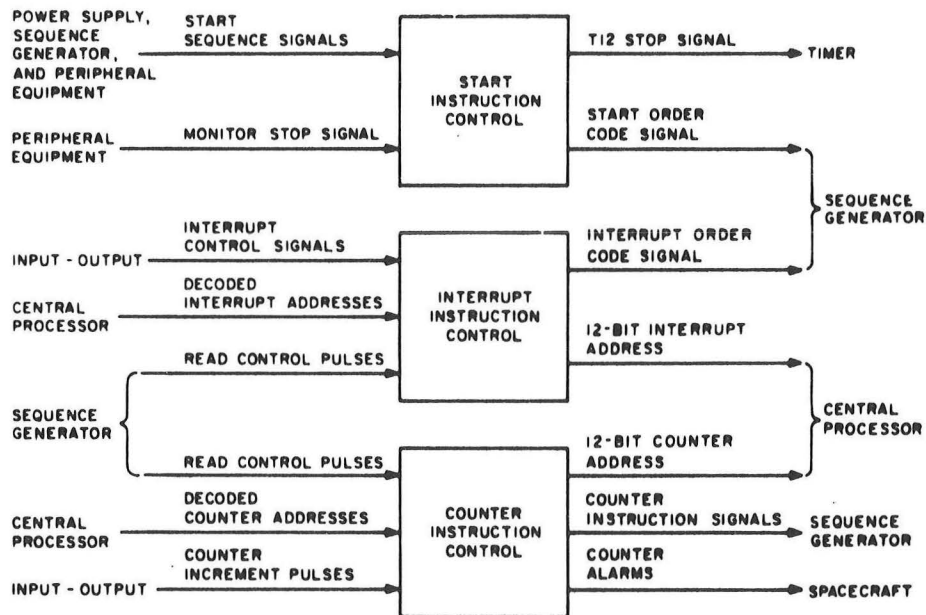 POWER SUPPLY,
SEQUENCE
GENERATOR,
AND PERIPHERAL
EQUIPMENT
START
SEQUENCE SIGNALS
PERIPHERAL
EQUIPMENT
MONITOR STOP SIGNAL
START
INSTRUCTION
CONTROL
T12 STOP SIGNAL
TIMER
START ORDER
CODE SIGNAL
SEQUENCE
GENERATOR
INPUT - OUTPUT
INTERRUPT
CONTROL SIGNALS
CENTRAL
PROCESSOR
DECODED
INTERRUPT ADDRESSES
READ CONTROL PULSES
INTERRUPT
INSTRUCTION
CONTROL
INTERRUPT ORDER
CODE SIGNAL
12-BIT INTERRUPT
ADDRESS
CENTRAL
PROCESSOR
SEQUENCE
GENERATOR
READ CONTROL PULSES
CENTRAL
PROCESSOR
DECODED
COUNTER ADDRESSES
INPUT - OUTPUT
COUNTER
INCREMENT PULSES
COUNTER
INSTRUCTION
CONTROL
12-BIT COUNTER
ADDRESS
COUNTER
INSTRUCTION SIGNALS
SEQUENCE
GENERATOR
COUNTER
ALARMS
SPACECRAFT